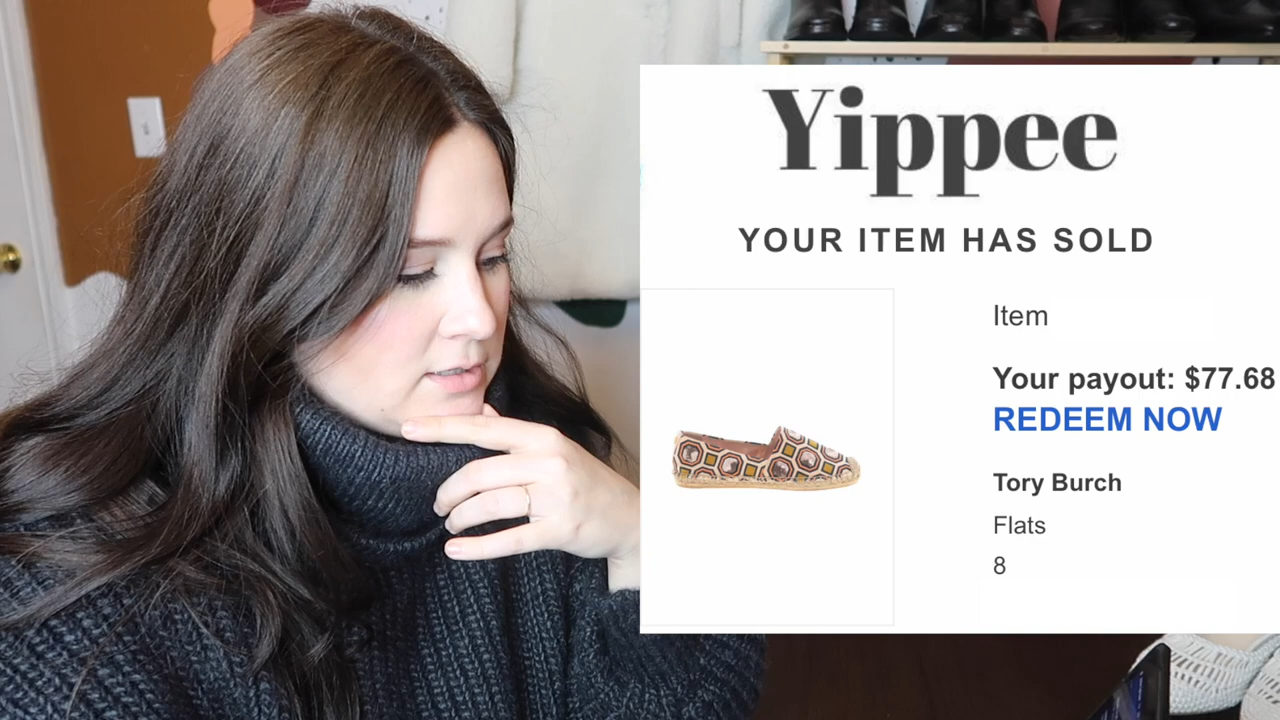 Yippee
YOUR ITEM HAS SOLD
Item
Your payout: $77.68
REDEEM NOW
Tory Burch
Flats
8